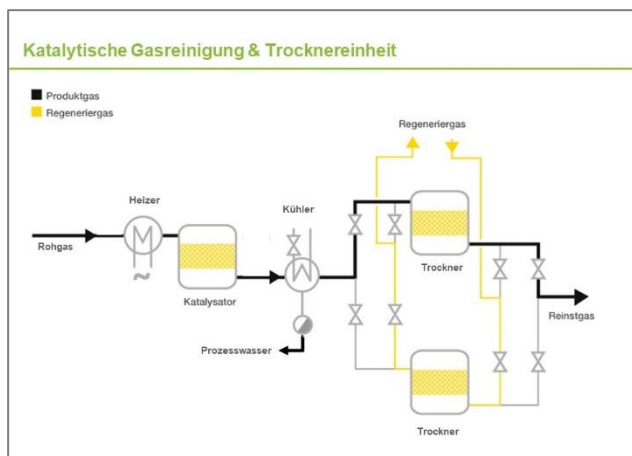 Katalytische Gasreinigung & Trocknereinheit
Produktgas
Regeneriergas
Regeneriergas
Heizer
Kühler
Rohgas
Katalysator
Trockner
Reinstgas
Prozesswasser
Trockner